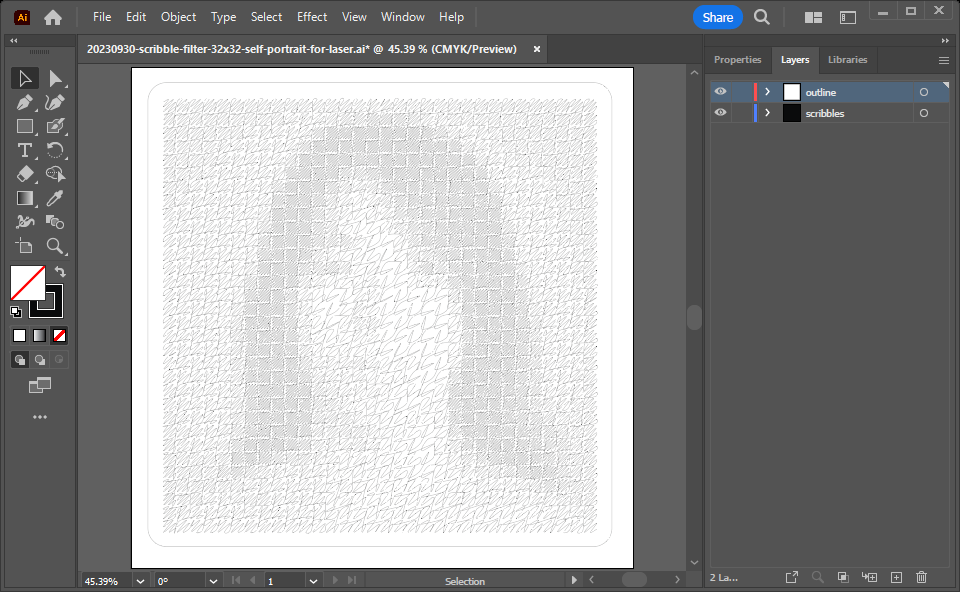 Ai File Edit Object Type Select Effect View Window Help Share
20230930-scribble-filter-32x32-self-portrait-for-laser.ai* @ 45.39 % (CMYK/Preview) ×
Properties Layers Libraries
outline
scribbles
45.39% 0° 1 Selection
2 La...